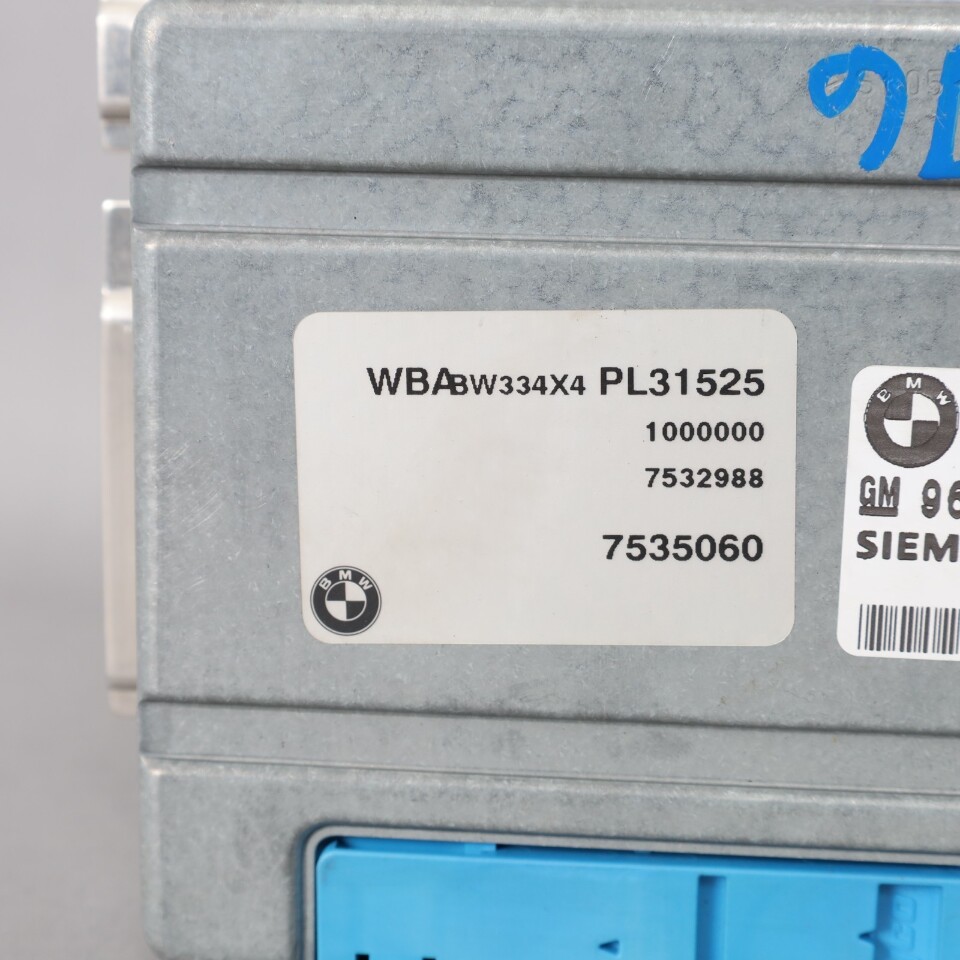 WBABW334X4 PL31525
1000000
7532988
7535060
BMW
BMW
GM 96
SIEM